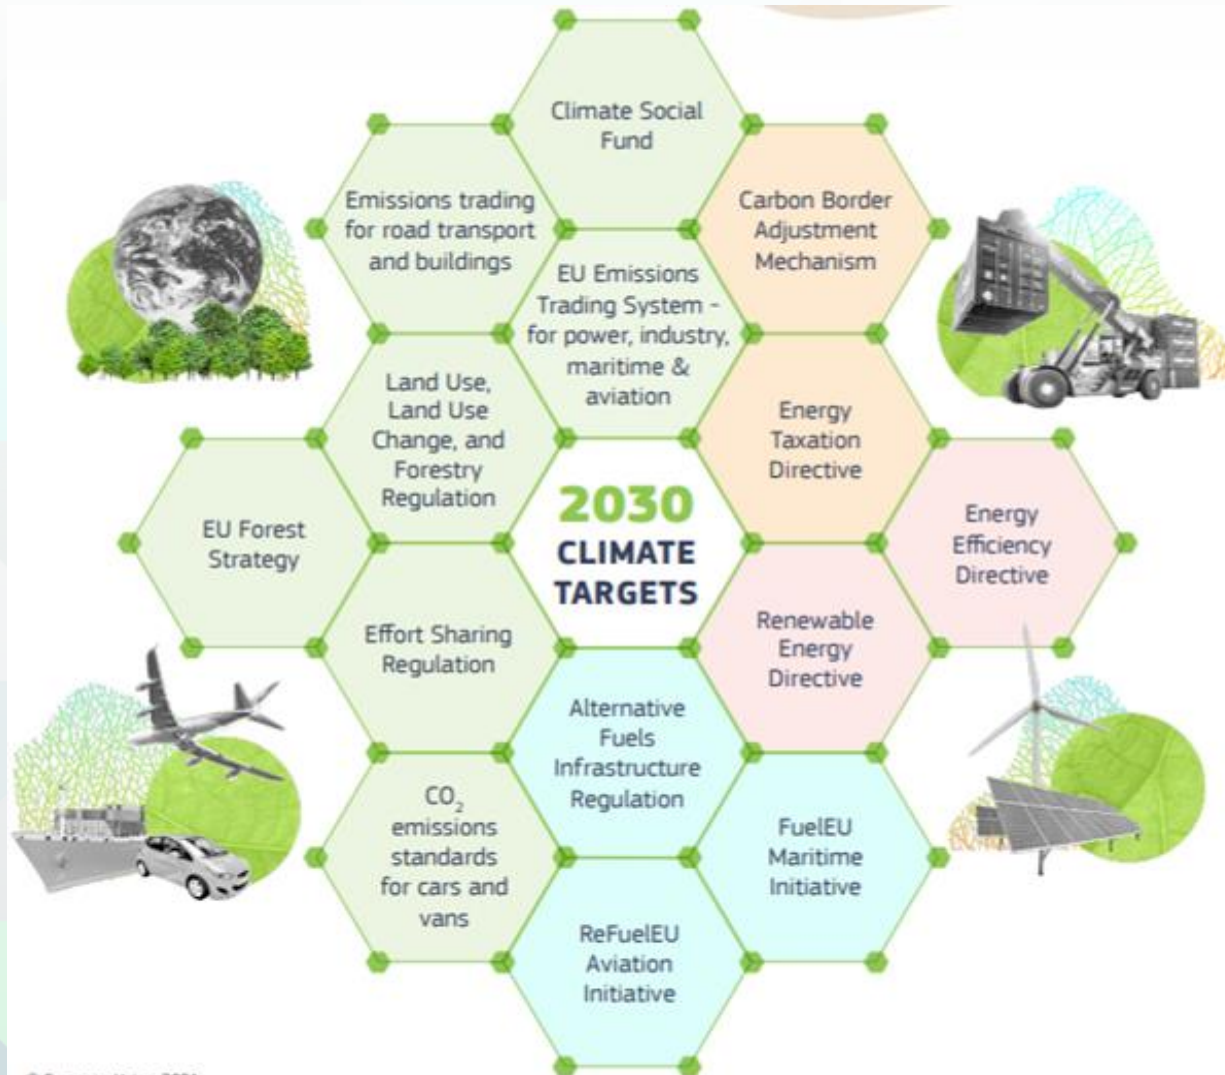 Climate Social
Fund
Emissions trading
for road transport
and buildings
Carbon Border
Adjustment
Mechanism
EU Emissions
Trading System -
for power, industry,
maritime &
aviation
Land Use,
Land Use
Change, and
Forestry
Regulation
Energy
Taxation
Directive
EU Forest
Strategy
2030
CLIMATE
TARGETS
Energy
Efficiency
Directive
Effort Sharing
Regulation
Renewable
Energy
Directive
Alternative
Fuels
Infrastructure
Regulation
CO₂
emissions
standards
for cars and
vans
FuelEU
Maritime
Initiative
ReFuelEU
Aviation
Initiative